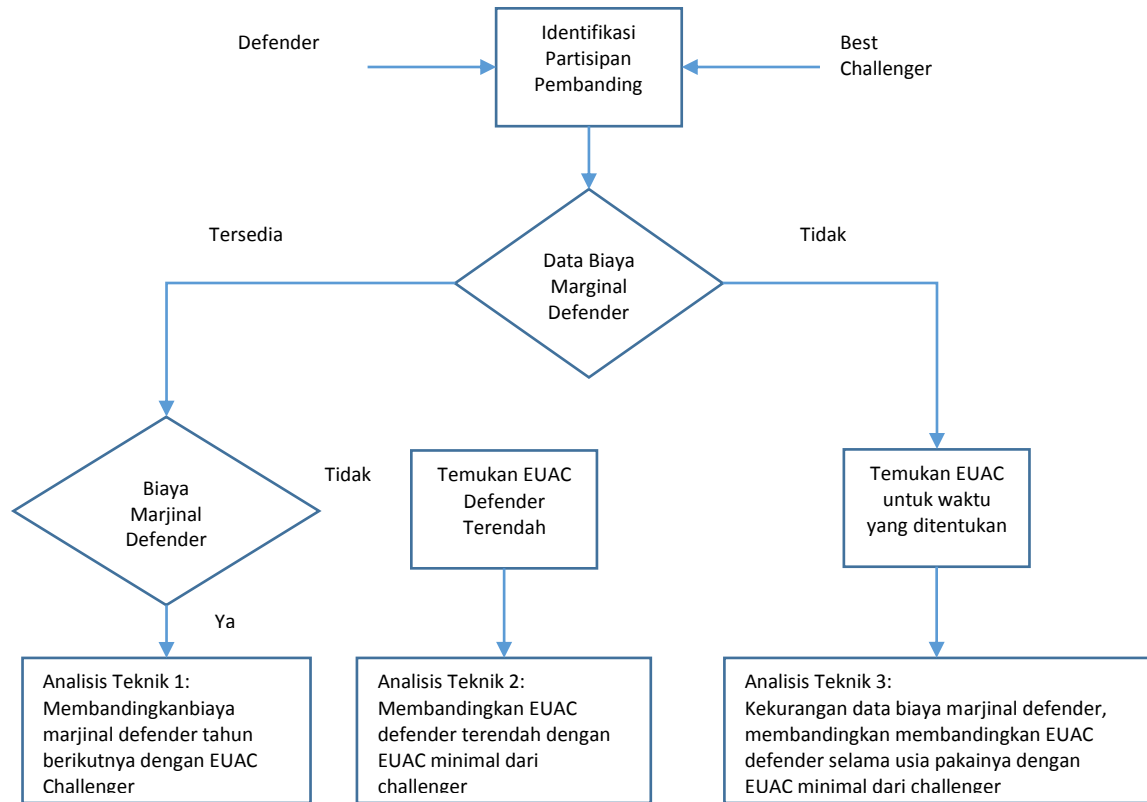 Defender
Identifikasi
Partisipan
Pembanding
Best
Challenger
Tersedia
Tidak
Data Biaya
Marginal
Defender
Biaya
Marjinal
Defender
Tidak
Temukan EUAC
Defender
Terendah
Temukan EUAC
untuk waktu
yang ditentukan
Ya
Analisis Teknik 1:
Membandingkanbiaya
marjinal defender tahun
berikutnya dengan EUAC
Challenger
Analisis Teknik 2:
Membandingkan EUAC
defender terendah dengan
EUAC minimal dari
challenger
Analisis Teknik 3:
Kekurangan data biaya marjinal defender,
membandingkan membandingkan EUAC
defender selama usia pakainya dengan
EUAC minimal dari challenger